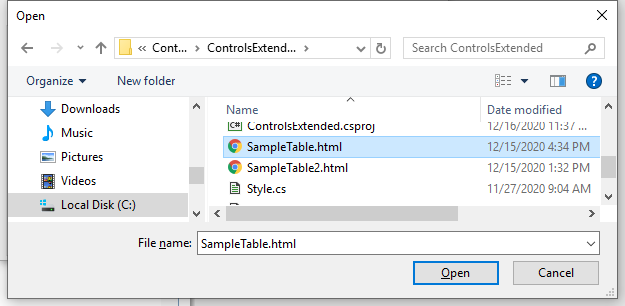 Open
« Cont... › ControlsExtend... ›
Search ControlsExtended
Organize
New folder
?
Name
Date modified
Downloads
Music
Pictures
Videos
Local Disk (C:)
C# ControlsExtended.csproj 12/16/2020 11:37 ...
SampleTable.html 12/15/2020 4:34 PM
SampleTable2.html 12/15/2020 1:32 PM
Style.cs 11/27/2020 9:04 AM
File name: SampleTable.html
Open
Cancel